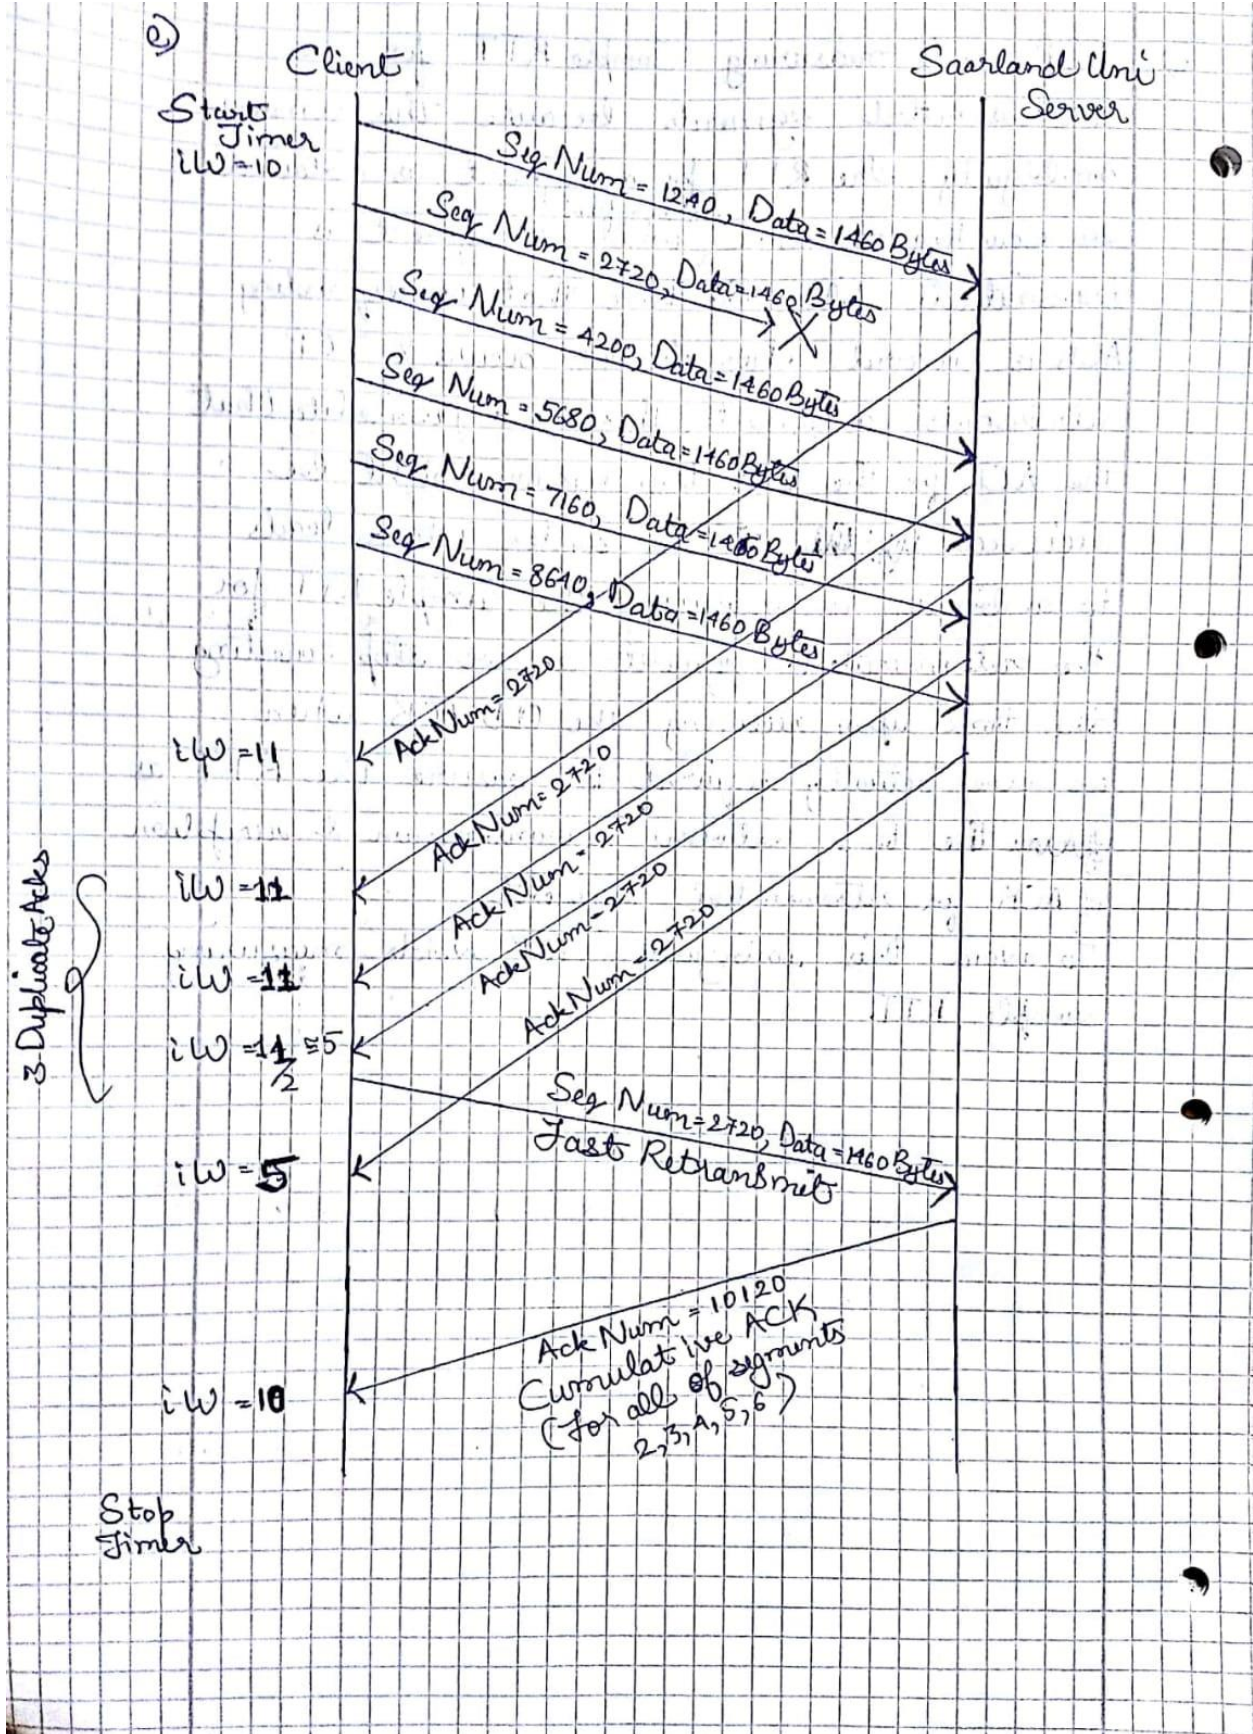 e)
Client
Saarland Uni
Server
Start
Timer
iW=10
Seq Num = 1240, Data = 1460 Bytes
Seq Num = 2720, Data = 1460 Bytes
X
Seq Num = 4200, Data = 1460 Bytes
Seq Num = 5680, Data = 1460 Bytes
Seq Num = 7160, Data = 1460 Bytes
Seq Num = 8640, Data = 1460 Bytes
iW = 11
Ack Num = 2720
iW = 11
Ack Num = 2720
iW = 11
Ack Num = 2720
3 Duplicate Acks
iW = 11/2 ≅ 5
Ack Num = 2720
Seq Num = 2720, Data = 1460 Bytes
Fast Retransmit
iW = 5
Ack Num = 2720
iW = 10
Ack Num = 10120
Cumulative ACK
(for all of segments
2, 3, 4, 5, 6)
Stop
Timer